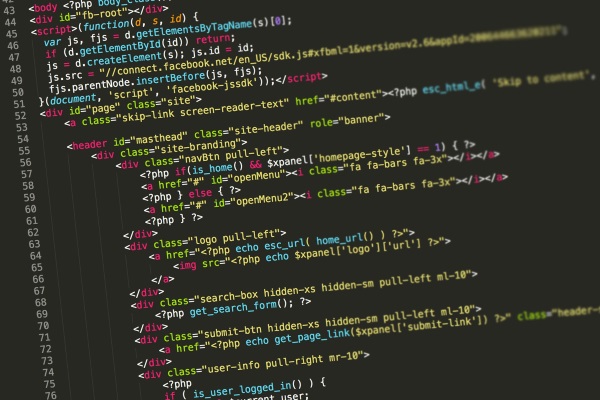 43 <body <?php body_class(
44 <div id="fb-root"></div>
45 <script>(function(d, s, id) {
46 var js, fjs = d.getElementsByTagName(s)[0];
47 if (d.getElementById(id)) return;
48 js = d.createElement(s); js.id = id;
49 js.src = "//connect.facebook.net/en_US/sdk.js#xfbml=1&version=v2.6&appId=
50 fjs.parentNode.insertBefore(js, fjs);
51 }(document, 'script', 'facebook-jssdk'));</script>
52 <div id="page" class="site">
53 <a class="skip-link screen-reader-text" href="#content"><?php esc_html_e( 'Skip to content',
54
55 <header id="masthead" class="site-header" role="banner">
56 <div class="site-branding">
57 <div class="navBtn pull-left">
58 <?php if(is_home() && $xpanel['homepage-style'] == 1) { ?>
59 <a href="#" id="openMenu"><i class="fa fa-bars fa-3x"></i></a>
60 <?php } else { ?>
61 <a href="#" id="openMenu2"><i class="fa fa-bars fa-3x"></i></a>
62 <?php } ?>
63 </div>
64 <div class="logo pull-left">
65 <a href="<?php echo esc_url( home_url() ) ?>">
66 <img src="<?php echo $xpanel['logo']['url'] ?>">
67 </a>
68 </div>
69 <div class="search-box hidden-xs hidden-sm pull-left ml-10">
70 <?php get_search_form(); ?>
71 </div>
72 <div class="submit-btn hidden-xs hidden-sm pull-left ml-10">
73 <a href="<?php echo get_page_link($xpanel['submit-link']) ?>" class="header-
74 </div>
75 <div class="user-info pull-right mr-10">
76 <?php
if ( is_user_logged_in() ) {
current_user;